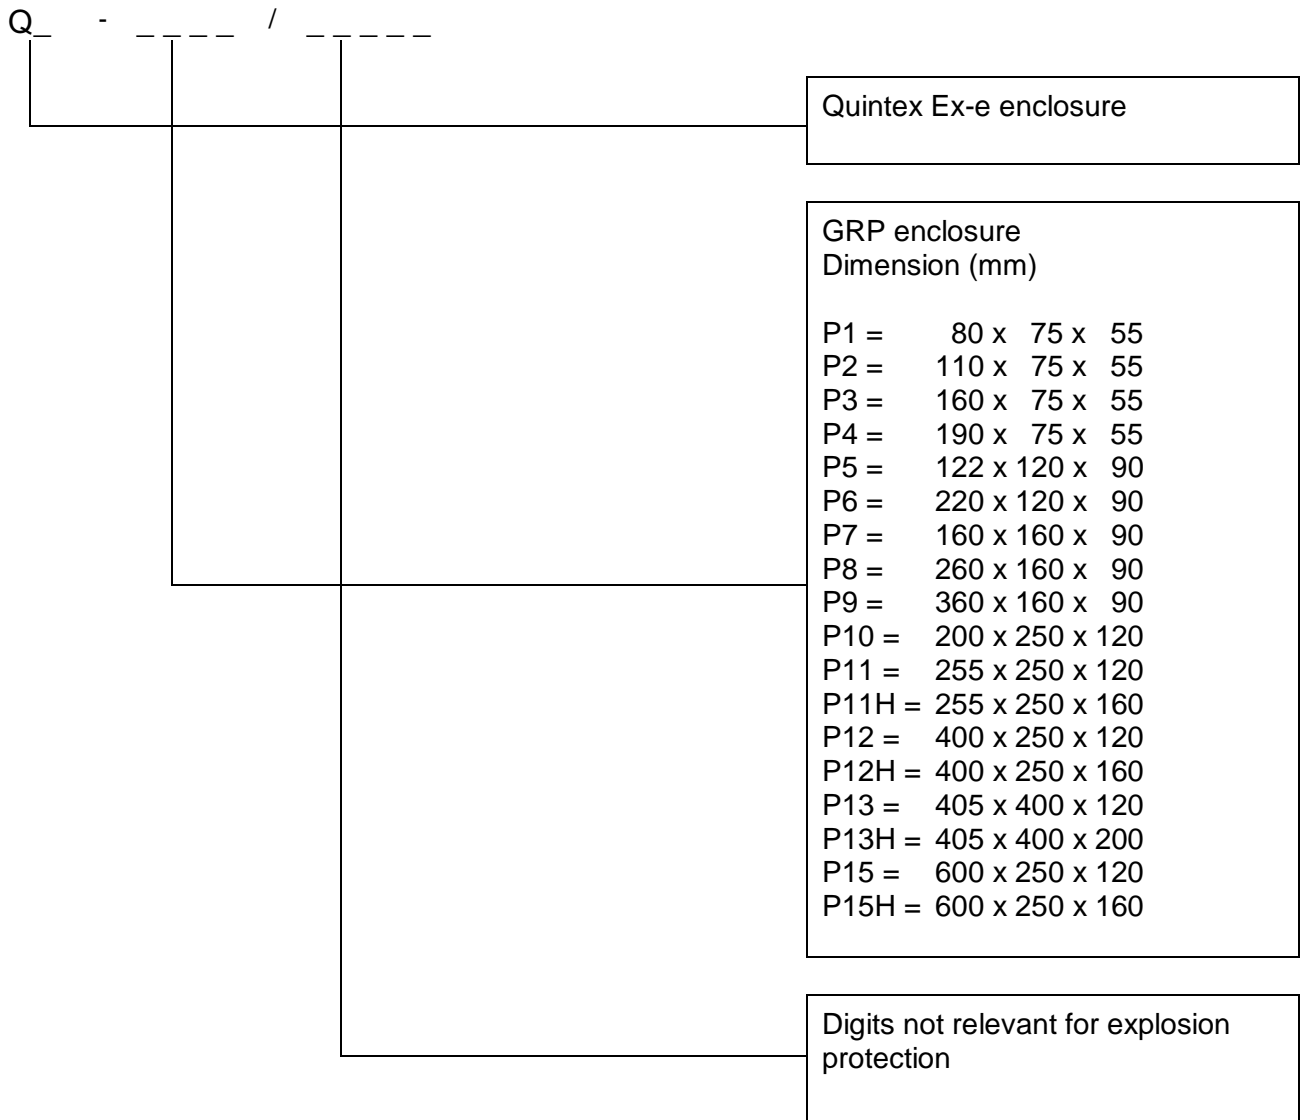 Q_ - _ _ _ _ / _ _ _ _ _
Quintex Ex-e enclosure
GRP enclosure
Dimension (mm)
P1 = 80 x 75 x 55
P2 = 110 x 75 x 55
P3 = 160 x 75 x 55
P4 = 190 x 75 x 55
P5 = 122 x 120 x 90
P6 = 220 x 120 x 90
P7 = 160 x 160 x 90
P8 = 260 x 160 x 90
P9 = 360 x 160 x 90
P10 = 200 x 250 x 120
P11 = 255 x 250 x 120
P11H = 255 x 250 x 160
P12 = 400 x 250 x 120
P12H = 400 x 250 x 160
P13 = 405 x 400 x 120
P13H = 405 x 400 x 200
P15 = 600 x 250 x 120
P15H = 600 x 250 x 160
Digits not relevant for explosion
protection